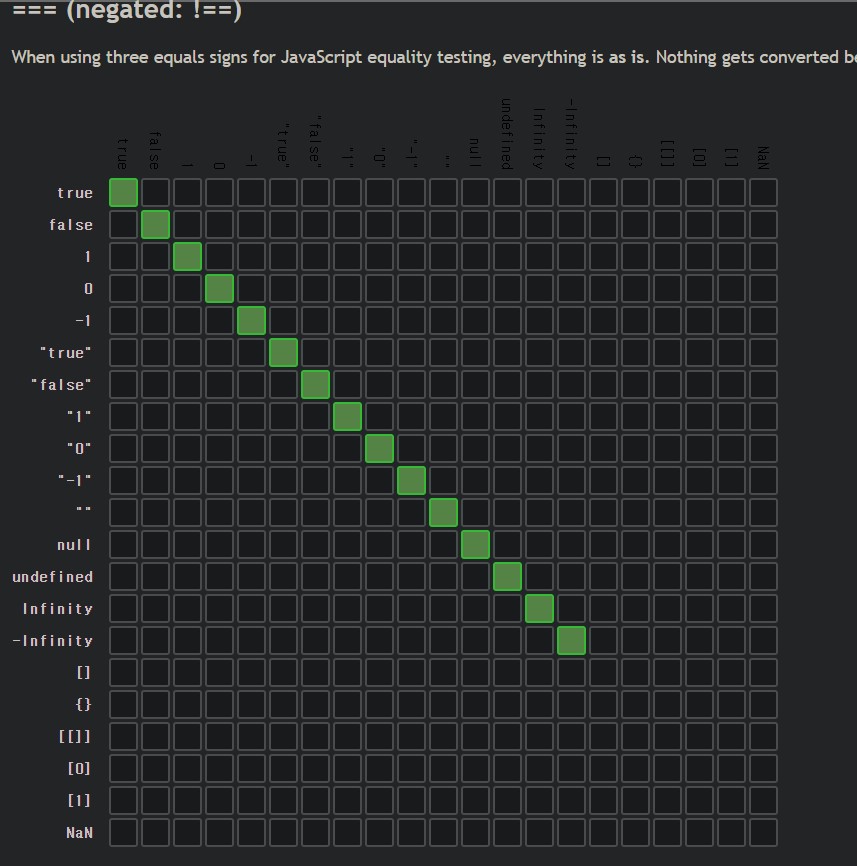 === (negated: !==)
When using three equals signs for JavaScript equality testing, everything is as is. Nothing gets converted
true
false
1
0
-1
"true"
"false"
"1"
"0"
"-1"
""
null
undefined
Infinity
-Infinity
[]
{}
[[]]
[0]
[1]
NaN
true
false
1
0
-1
"true"
"false"
"1"
"0"
"-1"
""
null
undefined
Infinity
-Infinity
[]
{}
[[]]
[0]
[1]
NaN